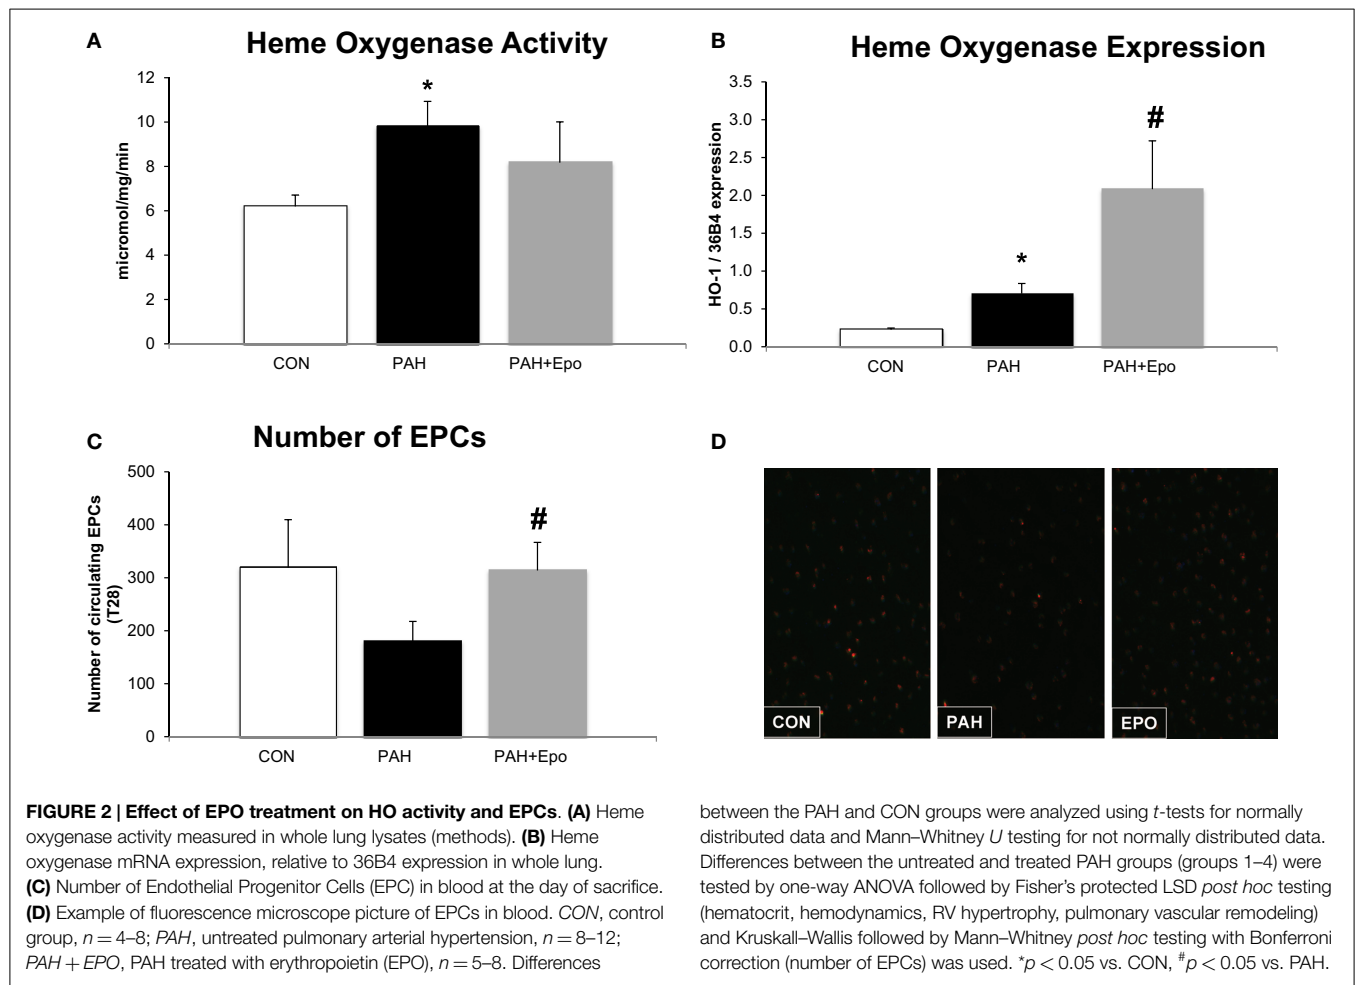 A
Heme Oxygenase Activity
micromol/mg/min
12
10
8
6
4
2
0
*
CON
PAH
PAH+Epo
B
Heme Oxygenase Expression
HO-1 / 36B4 expression
3.5
3.0
2.5
2.0
1.5
1.0
0.5
0.0
*
#
CON
PAH
PAH+Epo
C
Number of EPCs
Number of circulating EPCs
(T28)
500
400
300
200
100
0
#
CON
PAH
PAH+Epo
D
CON
PAH
EPO
FIGURE 2 | Effect of EPO treatment on HO activity and EPCs. (A) Heme
oxygenase activity measured in whole lung lysates (methods). (B) Heme
oxygenase mRNA expression, relative to 36B4 expression in whole lung.
(C) Number of Endothelial Progenitor Cells (EPC) in blood at the day of sacrifice.
(D) Example of fluorescence microscope picture of EPCs in blood. CON, control
group, n = 4–8; PAH, untreated pulmonary arterial hypertension, n = 8–12;
PAH + EPO, PAH treated with erythropoietin (EPO), n = 5–8. Differences
between the PAH and CON groups were analyzed using t-tests for normally
distributed data and Mann–Whitney U testing for not normally distributed data.
Differences between the untreated and treated PAH groups (groups 1–4) were
tested by one-way ANOVA followed by Fisher's protected LSD post hoc testing
(hematocrit, hemodynamics, RV hypertrophy, pulmonary vascular remodeling)
and Kruskall–Wallis followed by Mann–Whitney post hoc testing with Bonferroni
correction (number of EPCs) was used. *p < 0.05 vs. CON, #p < 0.05 vs. PAH.